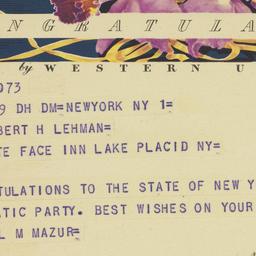 NGRATULA
by WESTERN U
073
9 DH DM=NEWYORK NY 1=
BERT H LEHMAN=
TE FACE INN LAKE PLACID NY=
TULATIONS TO THE STATE OF NEW Y
ATIC PARTY. BEST WISHES ON YOUR
L M MAZUR=